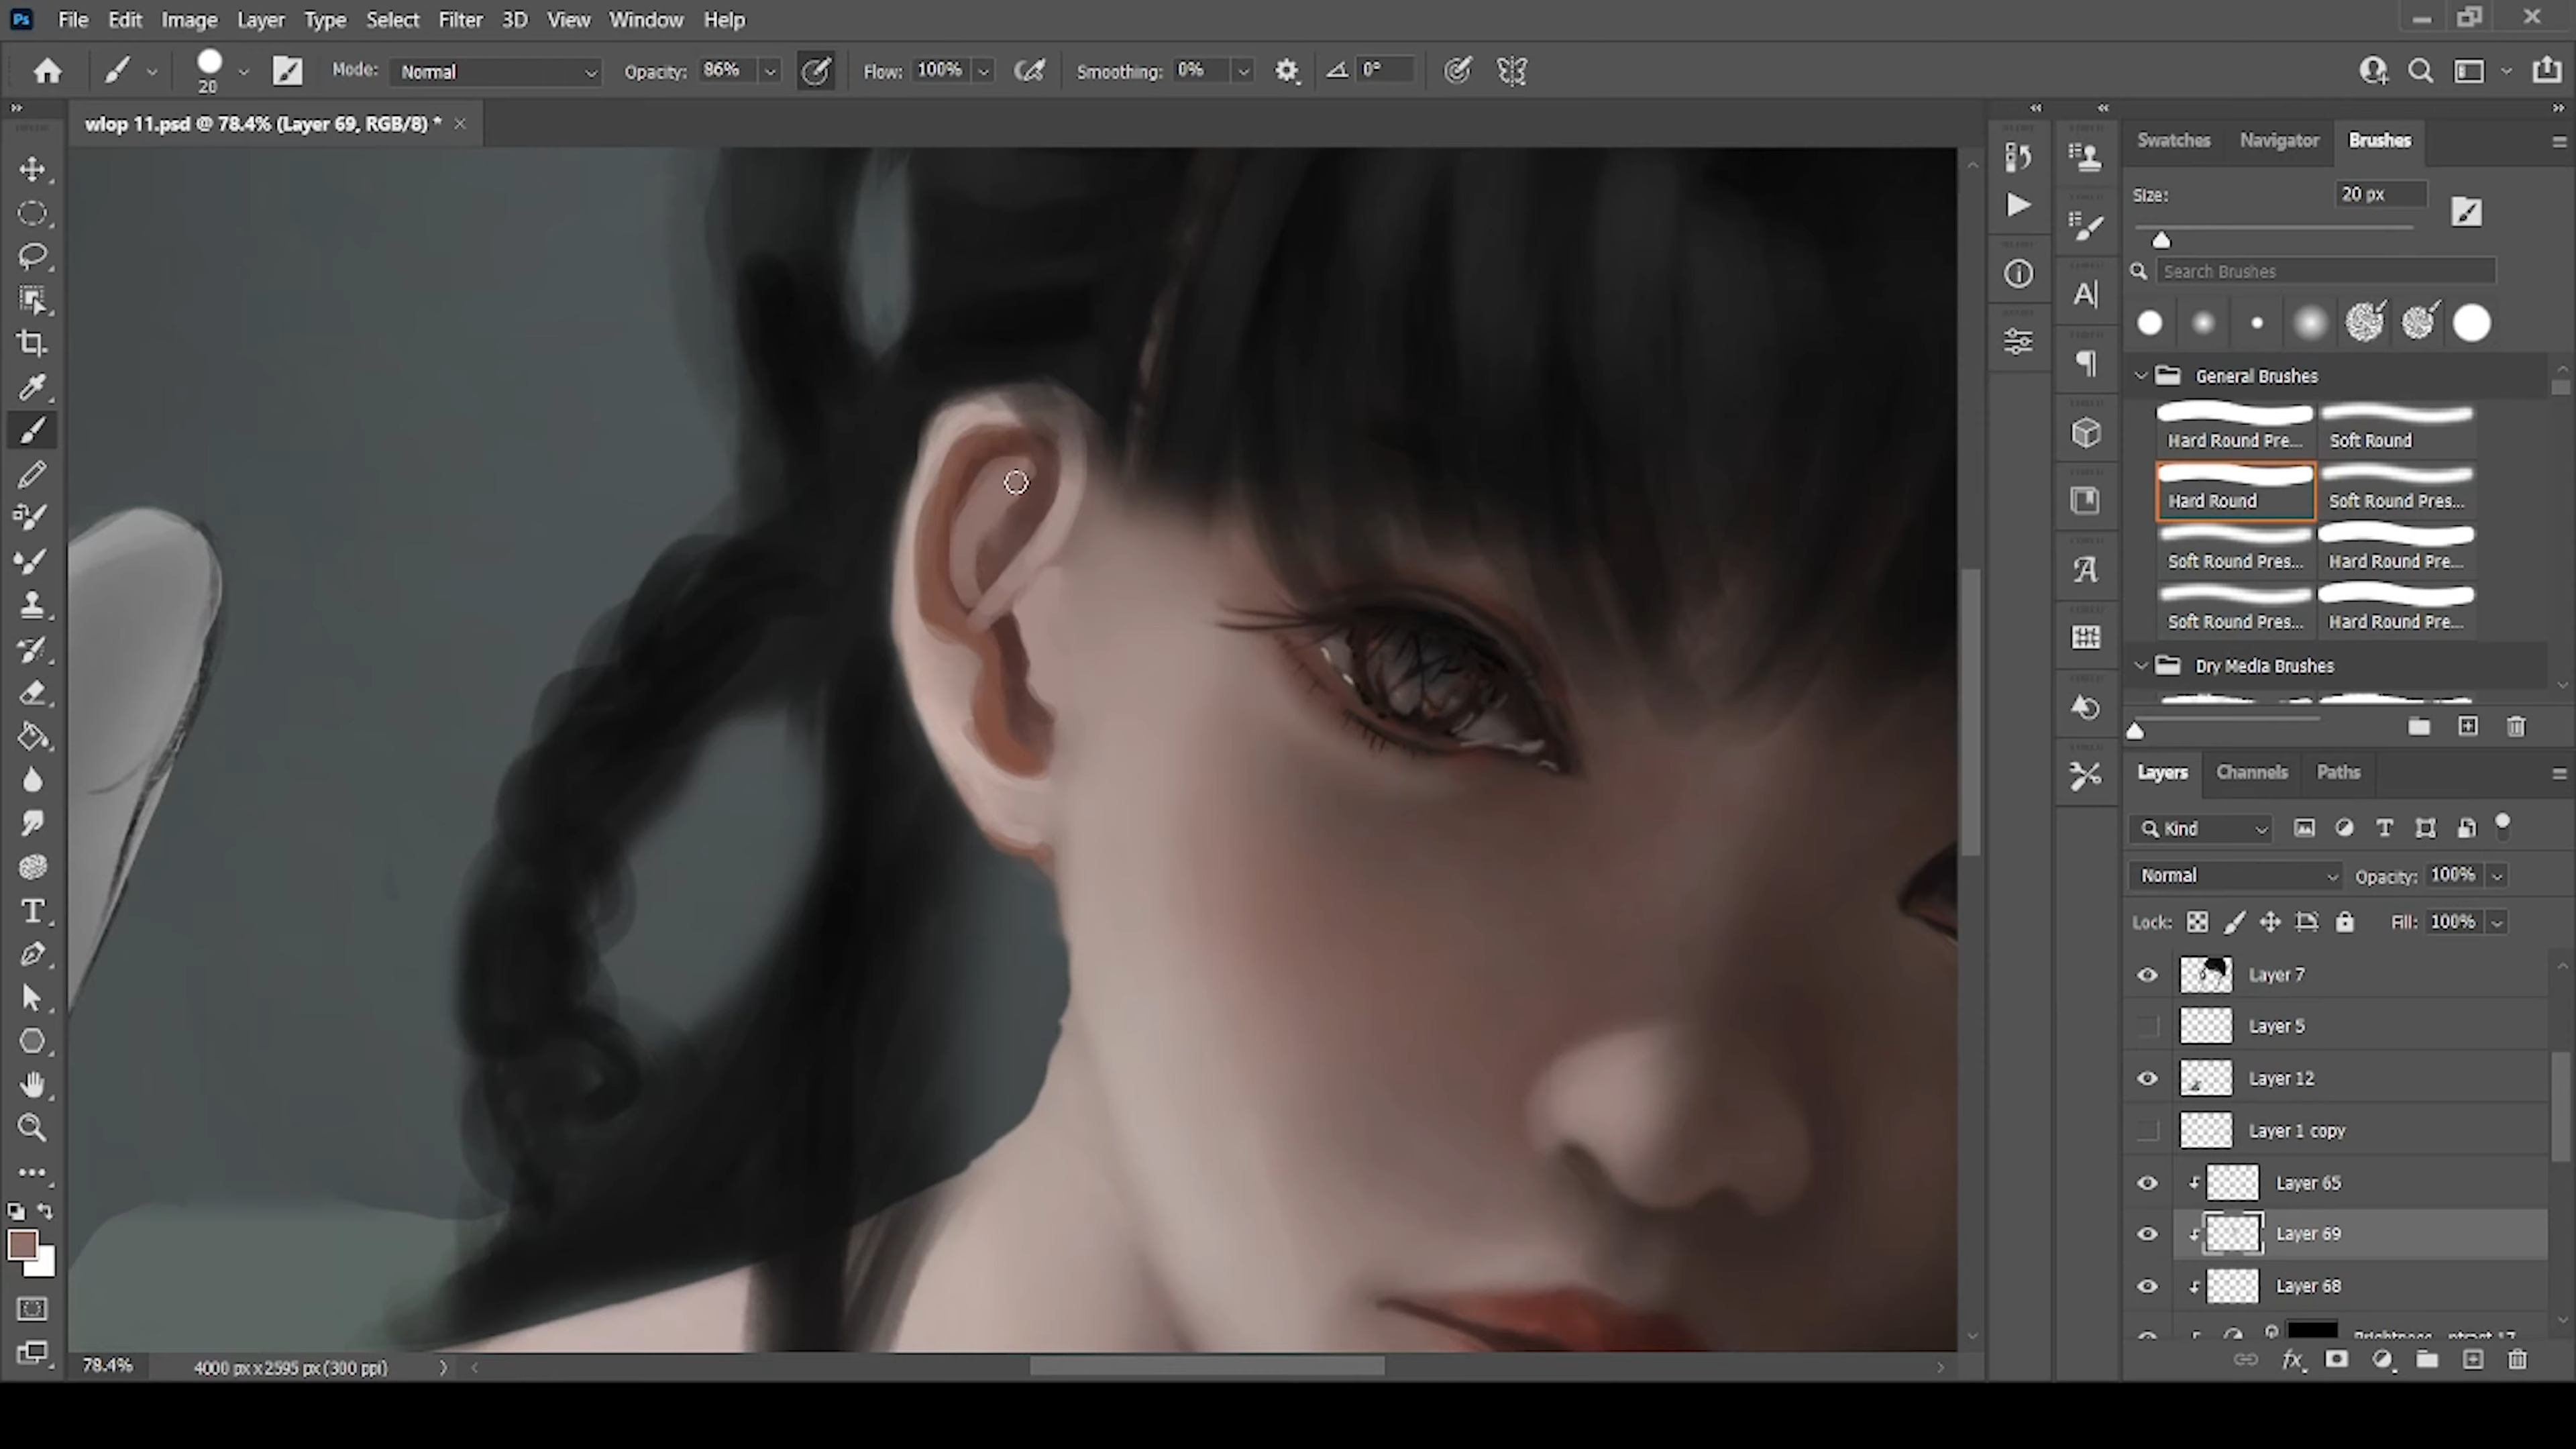 Ps File Edit Image Layer Type Select Filter 3D View Window Help
20 Mode: Normal Opacity: 86% Flow: 100% Smoothing: 0% 0°
wlop 11.psd @ 78.4% (Layer 69, RGB/8) *
Swatches Navigator Brushes
Size: 20 px
Search Brushes
General Brushes
Hard Round Pre... Soft Round
Hard Round Soft Round Pres...
Soft Round Pres... Hard Round Pre...
Soft Round Pres... Hard Round Pre...
Dry Media Brushes
Layers Channels Paths
Kind
Normal Opacity: 100%
Lock: Fill: 100%
Layer 7
Layer 5
Layer 12
Layer 1 copy
Layer 65
Layer 69
Layer 68
78.4% 4000 px x 2595 px (300 ppi)